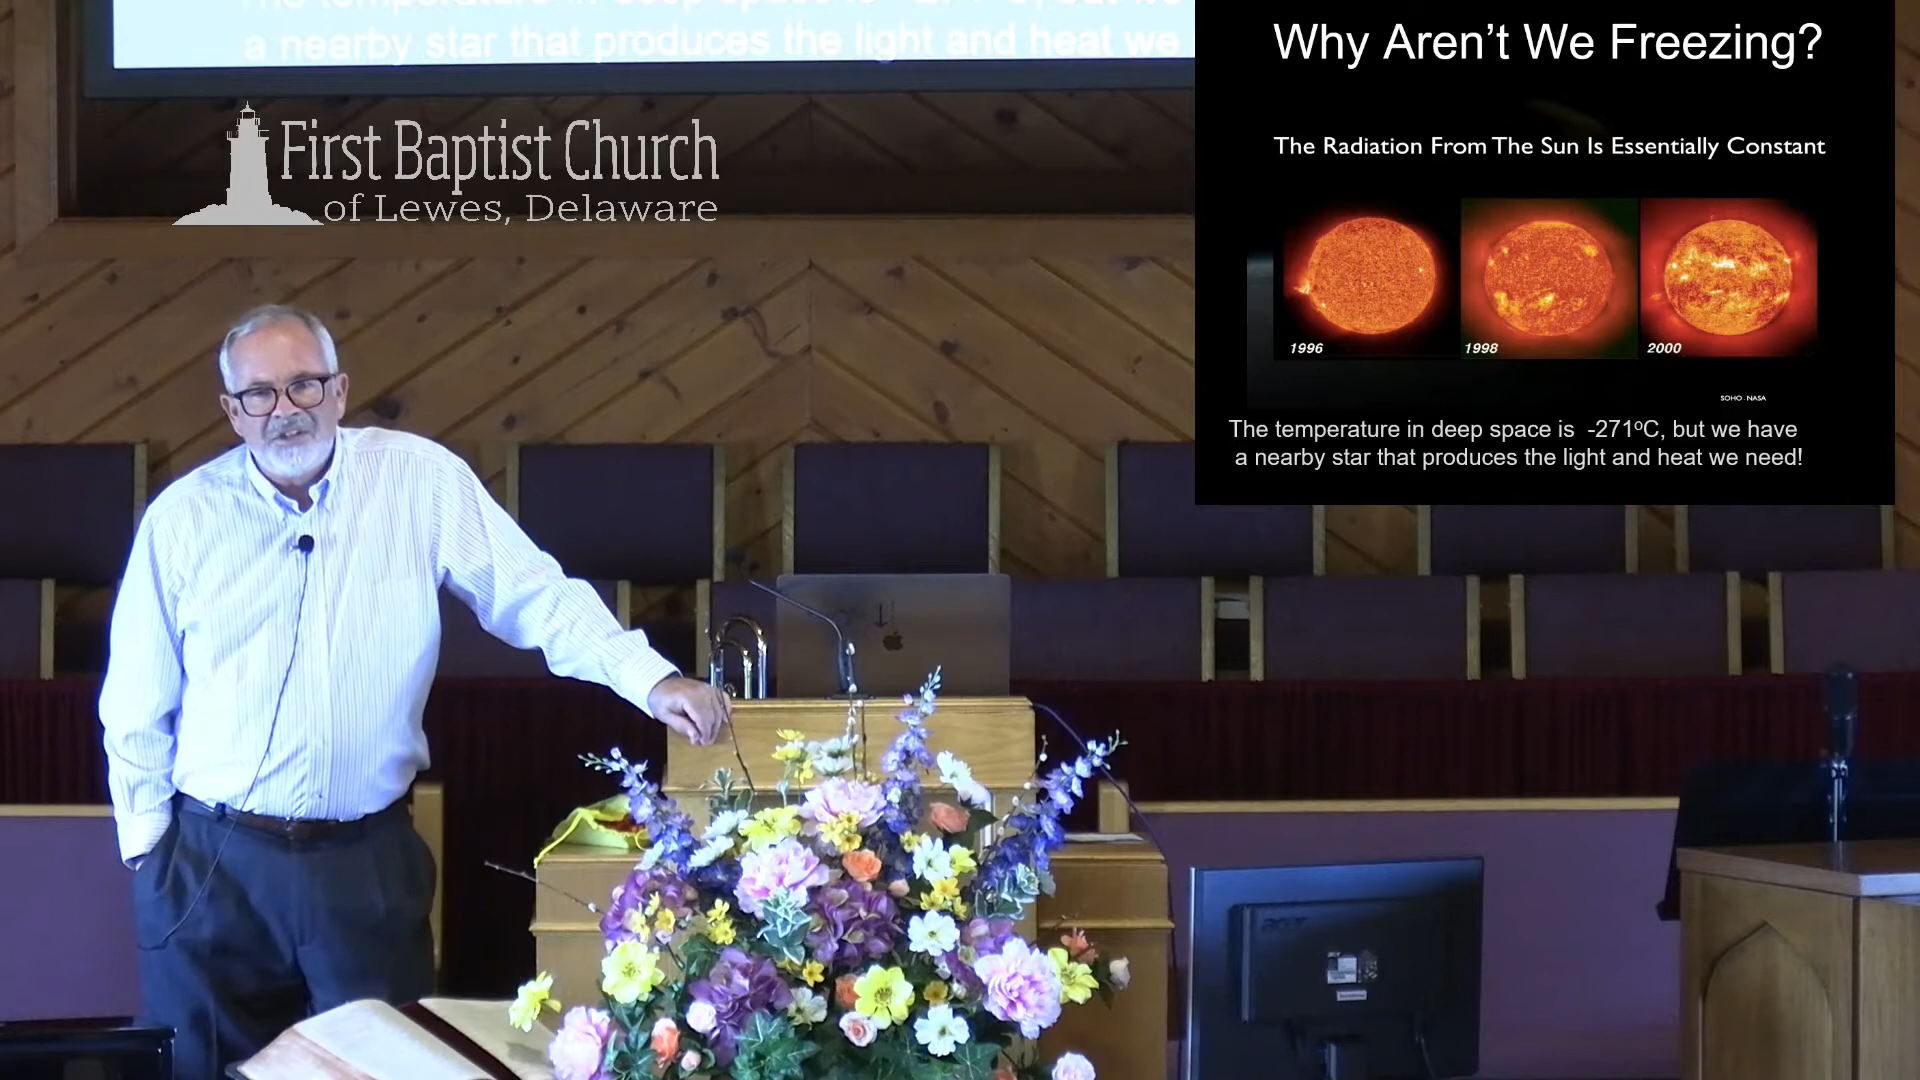 a nearby star that produces the light and heat we
First Baptist Church
of Lewes, Delaware
Why Aren't We Freezing?
The Radiation From The Sun Is Essentially Constant
1996
1998
2000
SOHO - NASA
The temperature in deep space is -271ºC, but we have
a nearby star that produces the light and heat we need!
acer